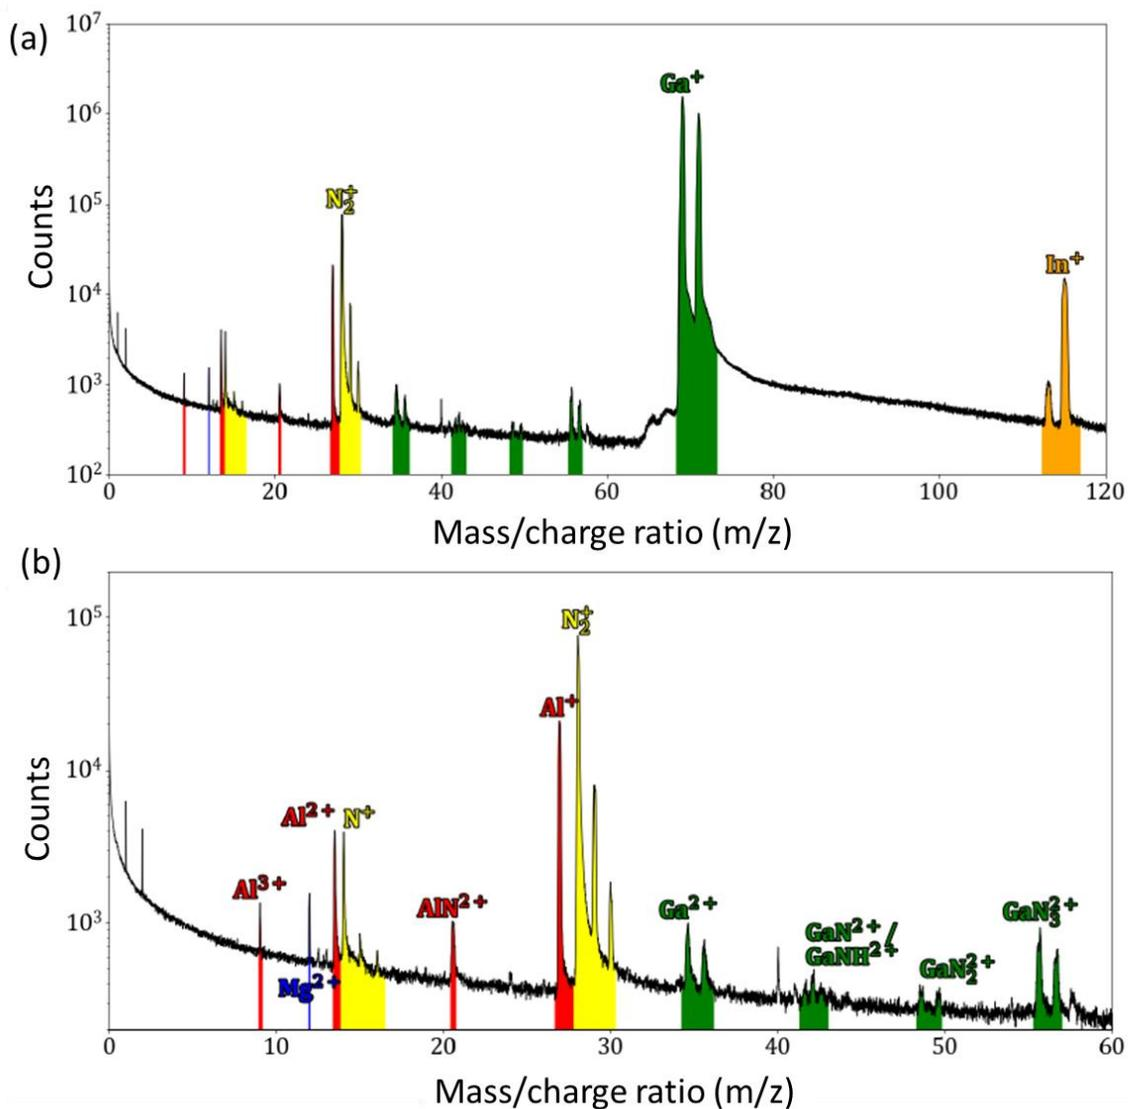 (a)
10⁷
10⁶
10⁵
10⁴
10³
10²
Counts
Ga⁺
N₂⁺
In⁺
0 20 40 60 80 100 120
Mass/charge ratio (m/z)
(b)
10⁵
10⁴
10³
Counts
N₂⁺
Al⁺
Al²⁺ N⁺
Al³⁺
AlN²⁺
Ga²⁺
GaN₃²⁺
GaN²⁺/
GaNH²⁺
GaN₂²⁺
Mg²⁺
0 10 20 30 40 50 60
Mass/charge ratio (m/z)